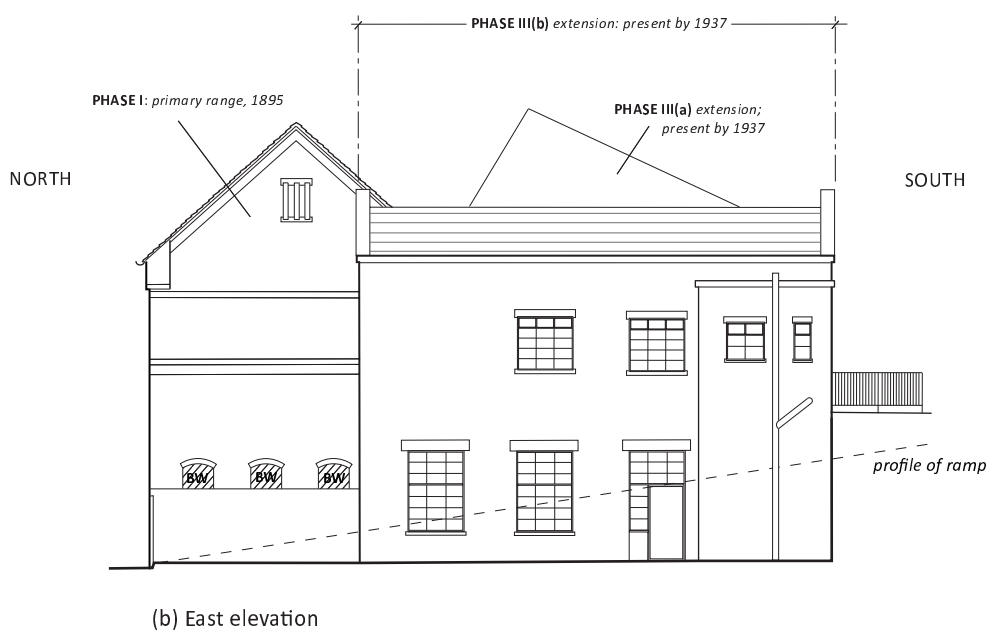 PHASE III(b) extension: present by 1937
PHASE I: primary range, 1895
PHASE III(a) extension;
present by 1937
NORTH
SOUTH
BW
BW
BW
profile of ramp
(b) East elevation